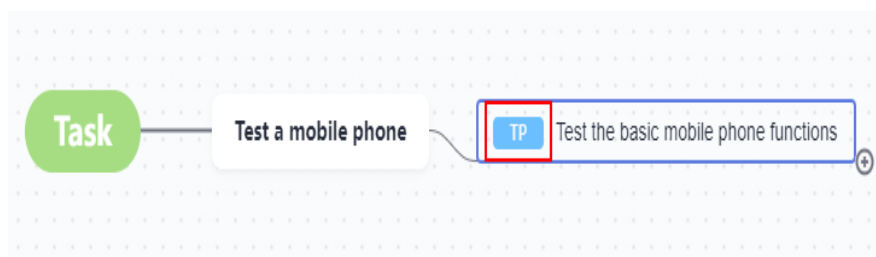 Task
Test a mobile phone
TP Test the basic mobile phone functions